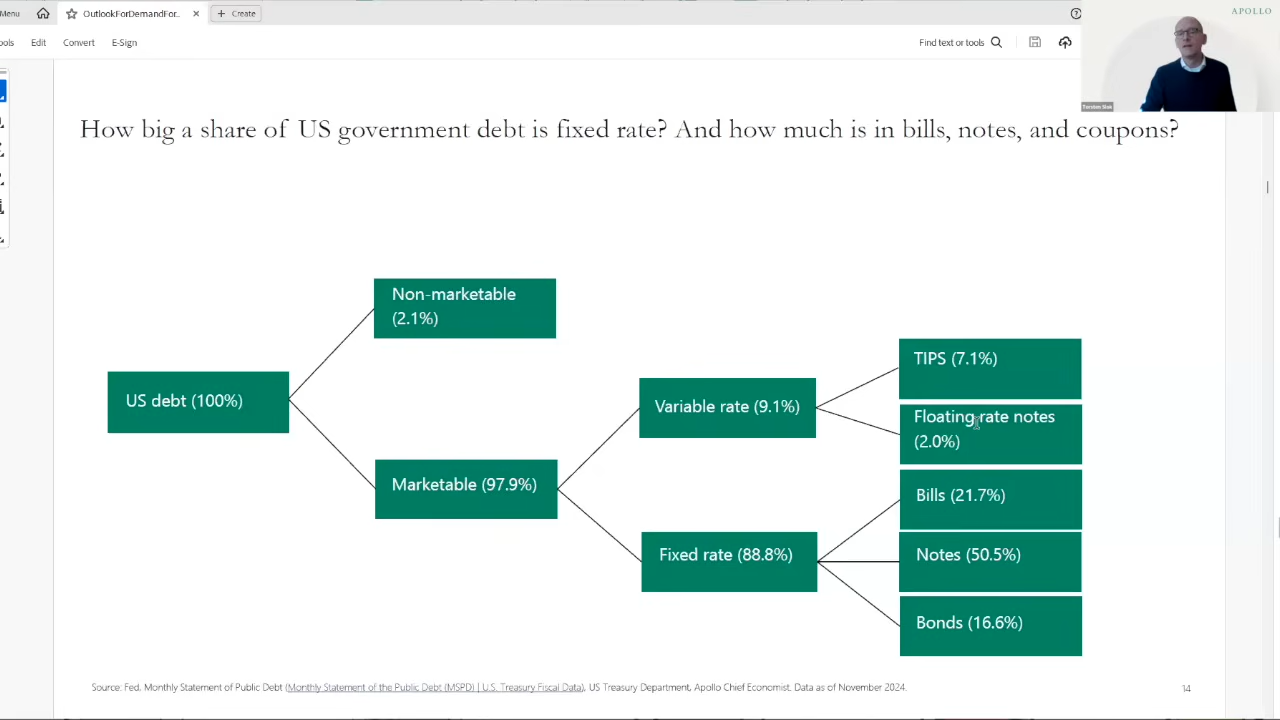 Menu
OutlookForDemandFor...
Create
Edit
Convert
E-Sign
Find text or tools
APOLLO
Torsten Slok
How big a share of US government debt is fixed rate? And how much is in bills, notes, and coupons?
US debt (100%)
Non-marketable
(2.1%)
Marketable (97.9%)
Variable rate (9.1%)
Fixed rate (88.8%)
TIPS (7.1%)
Floating rate notes
(2.0%)
Bills (21.7%)
Notes (50.5%)
Bonds (16.6%)
Source: Fed, Monthly Statement of Public Debt (Monthly Statement of the Public Debt (MSPD) | U.S. Treasury Fiscal Data), US Treasury Department, Apollo Chief Economist. Data as of November 2024.
14